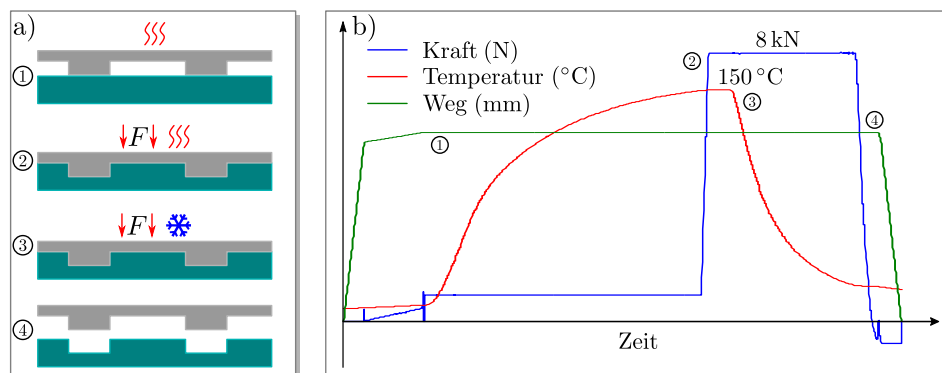 a)
①
F
②
F
③
④
b)
Kraft (N)
Temperatur (°C)
Weg (mm)
①
②
8 kN
150 °C
③
④
Zeit